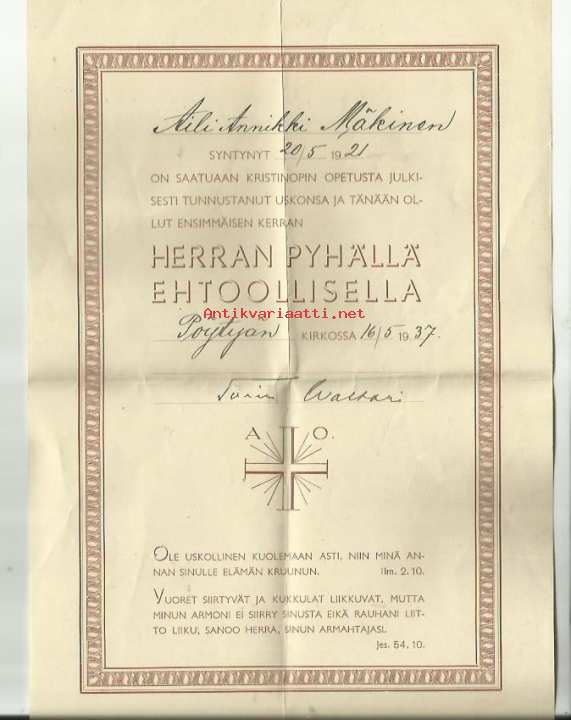 Aili Annikki Mäkinen
SYNTYNYT 20/5 1921
ON SAATUAAN KRISTINOPIN OPETUSTA JULKI-
SESTI TUNNUSTANUT USKONSA JA TÄNÄÄN OL-
LUT ENSIMMÄISEN KERRAN
HERRAN PYHÄLLÄ
EHTOOLLISELLA
Antikvariaatti.net
Pöytyän KIRKOSSA 16/5 1937.
A O.
OLE USKOLLINEN KUOLEMAAN ASTI, NIIN MINÄ AN-
NAN SINULLE ELÄMÄN KRUUNUN. Ilm. 2.10.
VUORET SIIRTYVÄT JA KUKKULAT LIIKKUVAT, MUTTA
MINUN ARMONI EI SIIRRY SINUSTA EIKÄ RAUHANI LIIT-
TO LIIKU, SANOO HERRA, SINUN ARMAHTAJASI.
Jes. 54, 10.